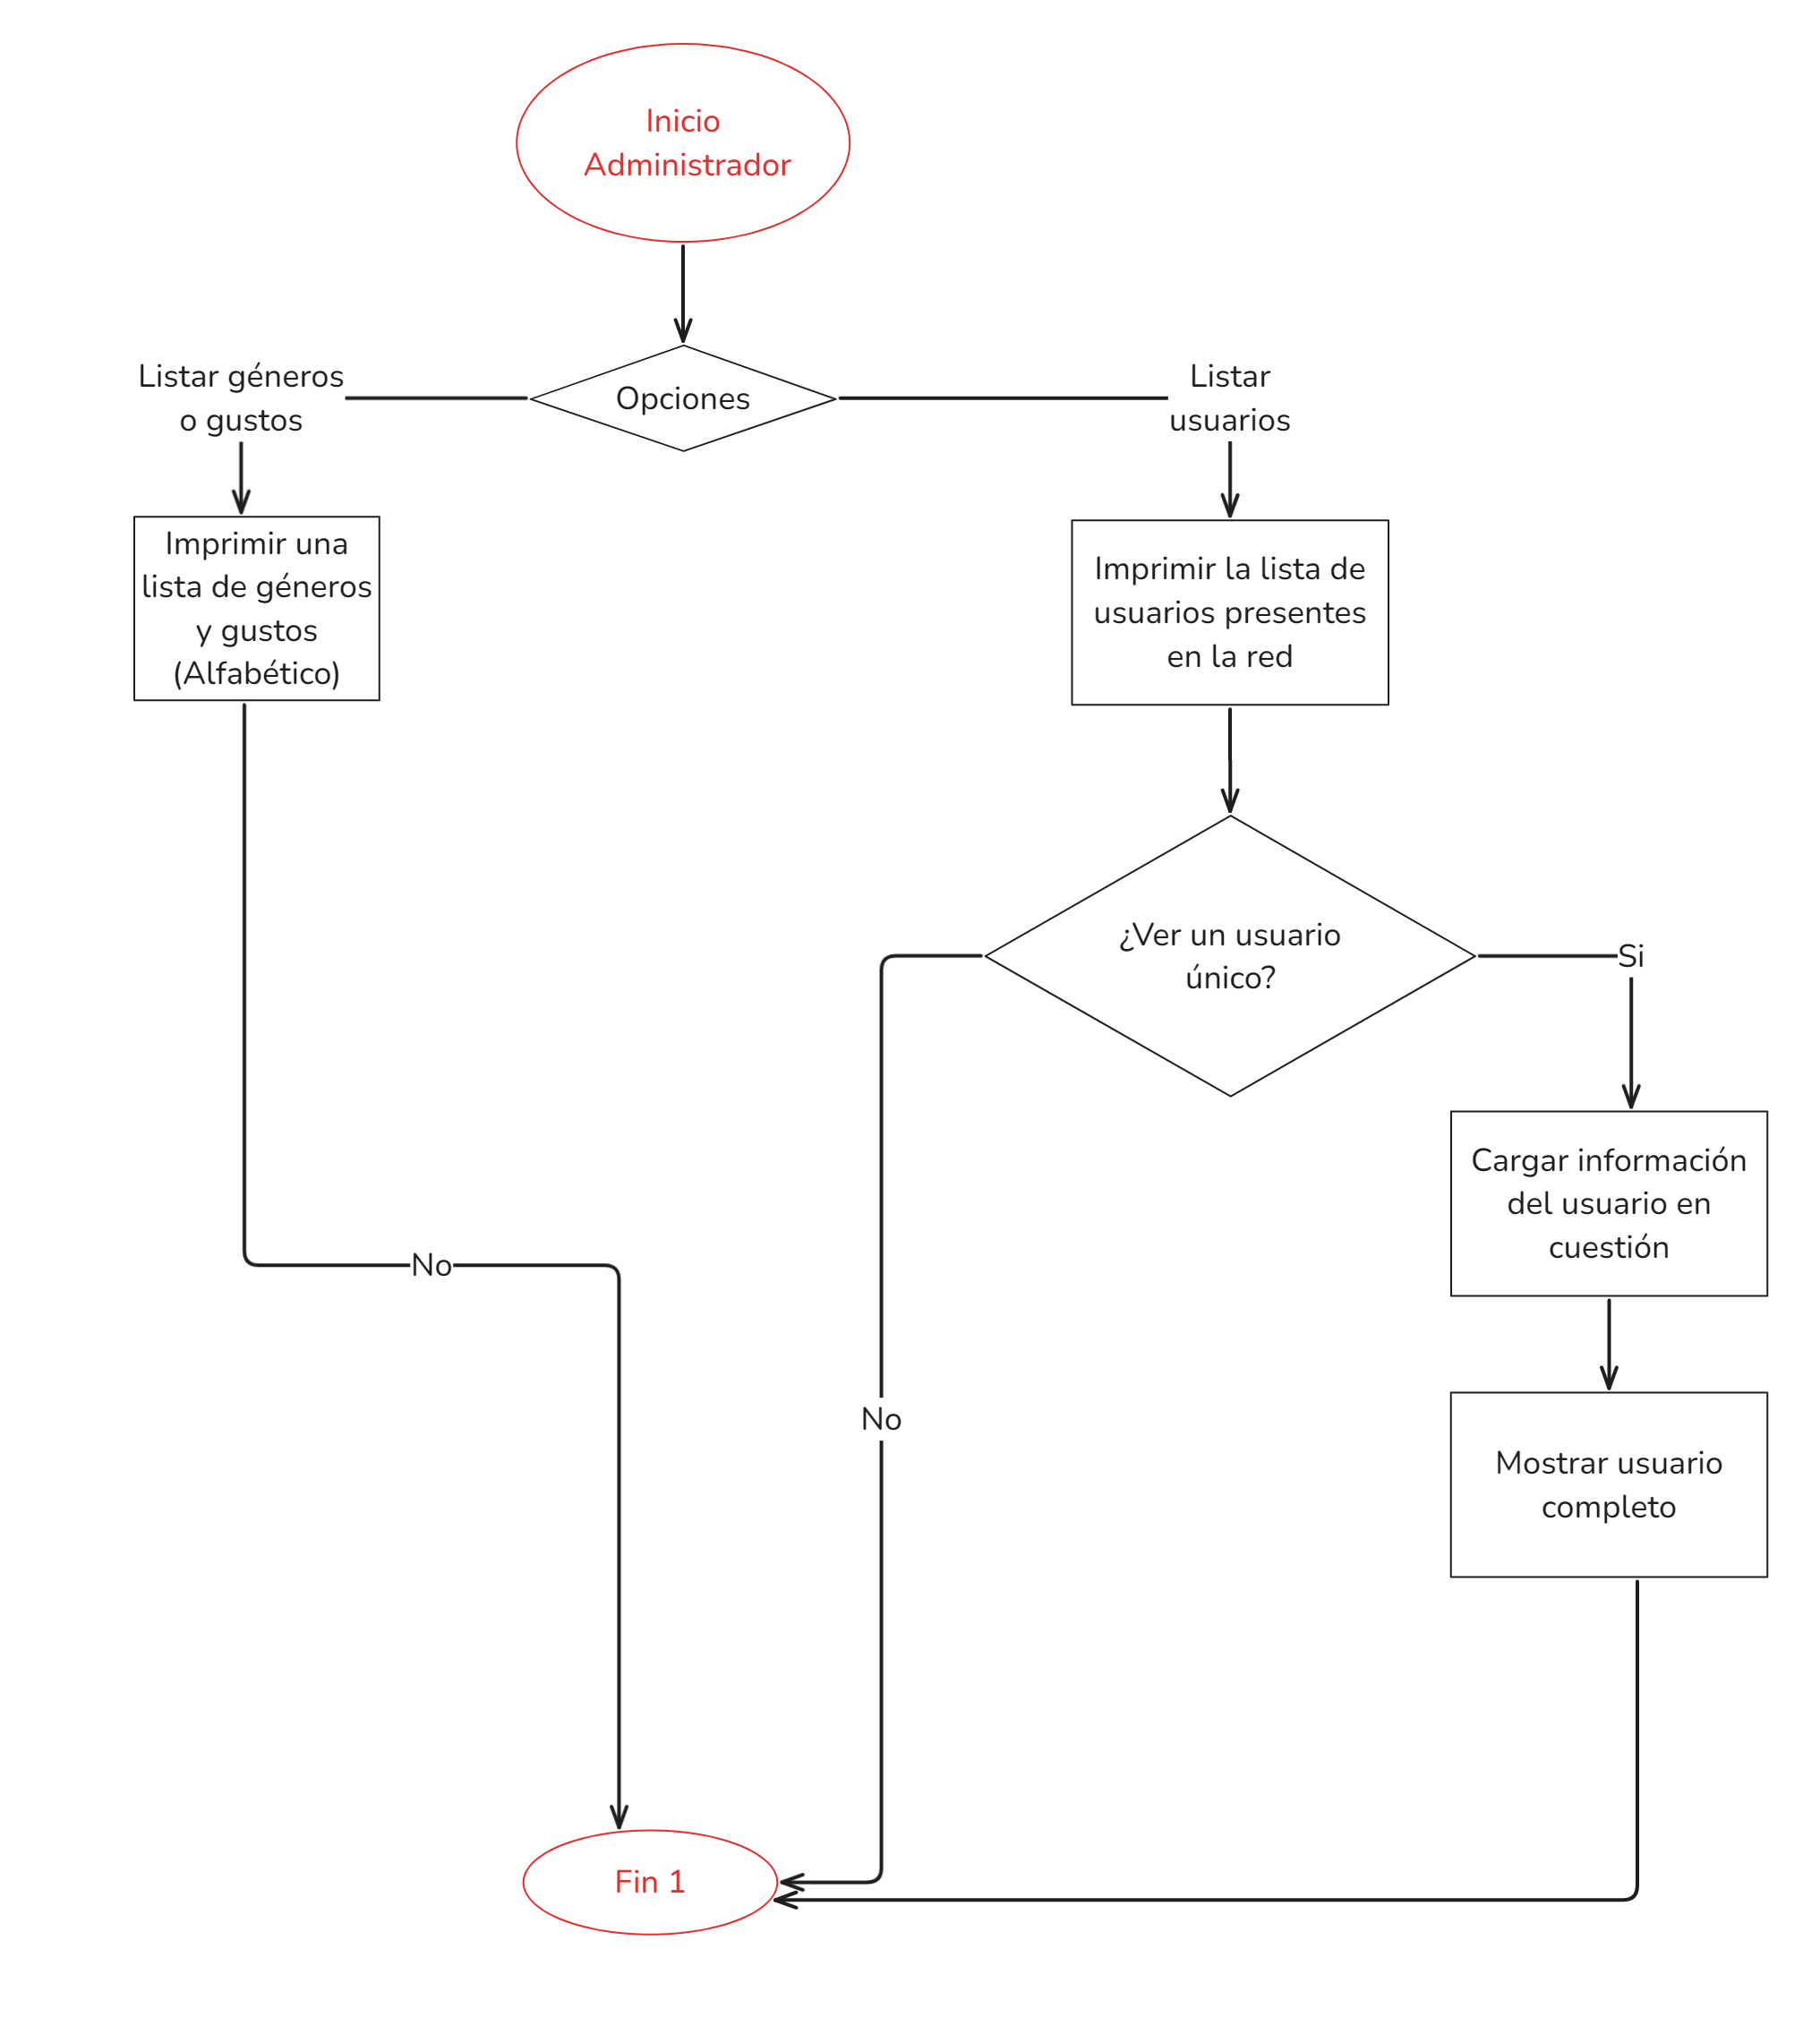 Inicio
Administrador
Opciones
Listar géneros
o gustos
Listar
usuarios
Imprimir una
lista de géneros
y gustos
(Alfabético)
Imprimir la lista de
usuarios presentes
en la red
¿Ver un usuario
único?
Si
Cargar información
del usuario en
cuestión
No
No
Mostrar usuario
completo
Fin 1